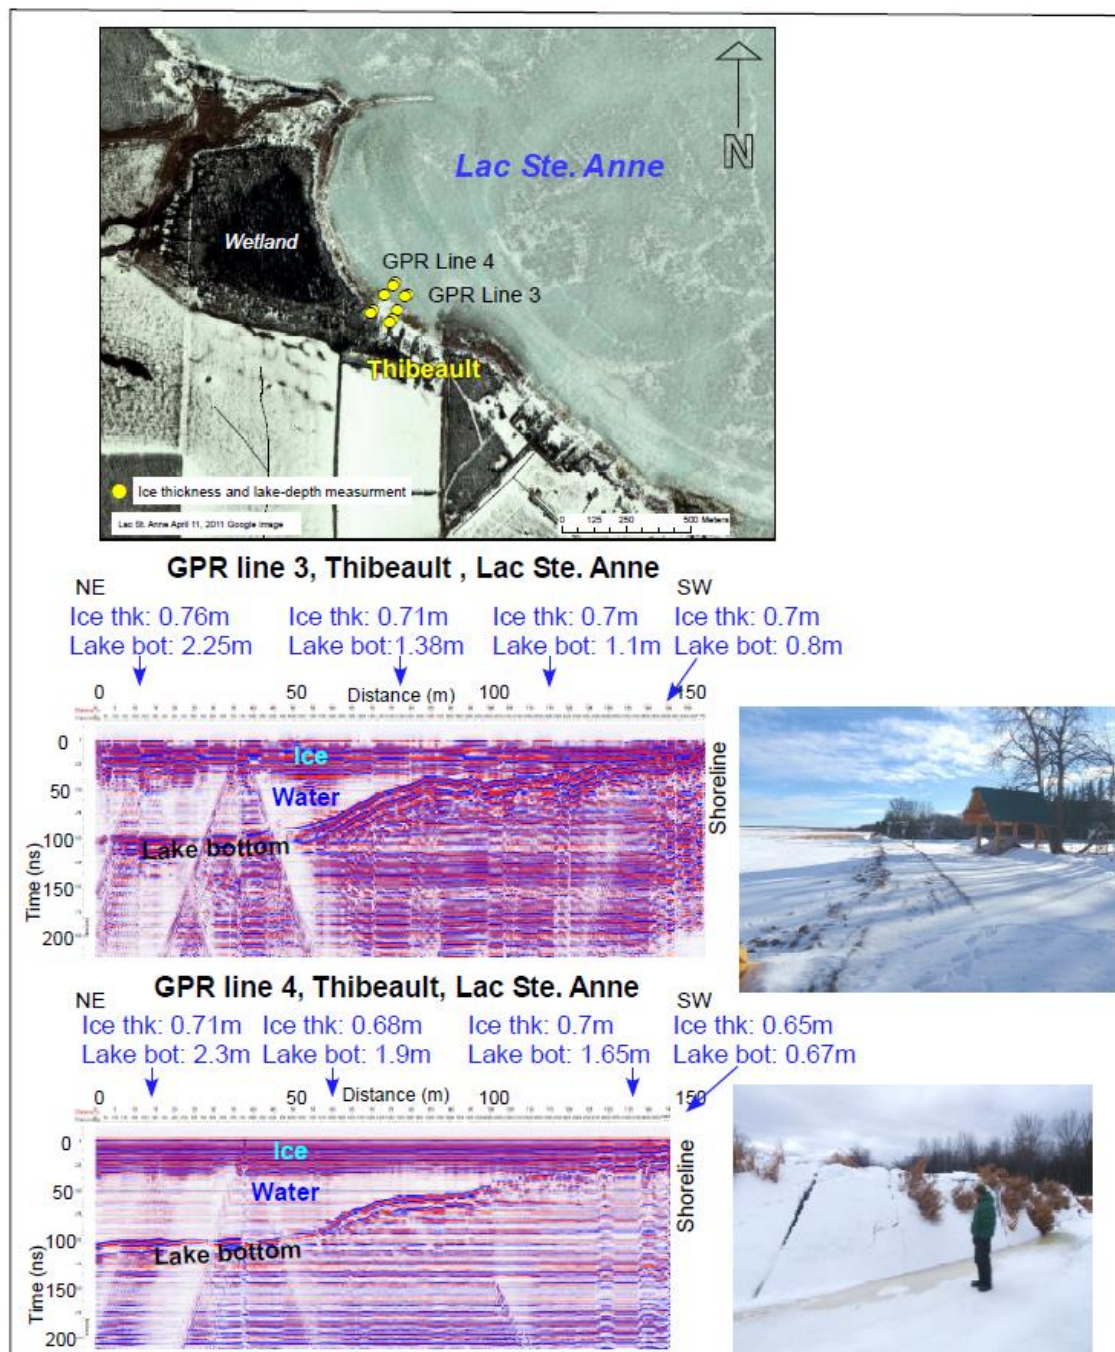 Lac Ste. Anne
N
Wetland
GPR Line 4
GPR Line 3
Thibeault
Ice thickness and lake-depth measurment
Lac St. Anne April 11, 2011 Google Image
0 125 250 500 Meters
GPR line 3, Thibeault , Lac Ste. Anne
NE SW
Ice thk: 0.76m Ice thk: 0.71m Ice thk: 0.7m Ice thk: 0.7m
Lake bot: 2.25m Lake bot:1.38m Lake bot: 1.1m Lake bot: 0.8m
0 50 Distance (m) 100 150
0
50
100
150
200
Time (ns)
Ice
Water
Lake bottom
Shoreline
GPR line 4, Thibeault, Lac Ste. Anne
NE SW
Ice thk: 0.71m Ice thk: 0.68m Ice thk: 0.7m Ice thk: 0.65m
Lake bot: 2.3m Lake bot: 1.9m Lake bot: 1.65m Lake bot: 0.67m
0 50 Distance (m) 100 150
0
50
100
150
200
Time (ns)
Ice
Water
Lake bottom
Shoreline